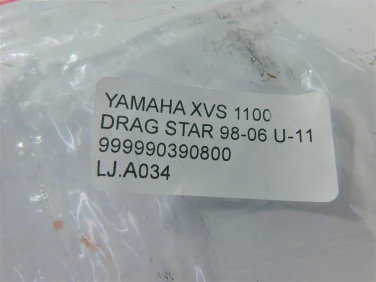 YAMAHA XVS 1100
DRAG STAR 98-06 U-11
999990390800
LJ.A034